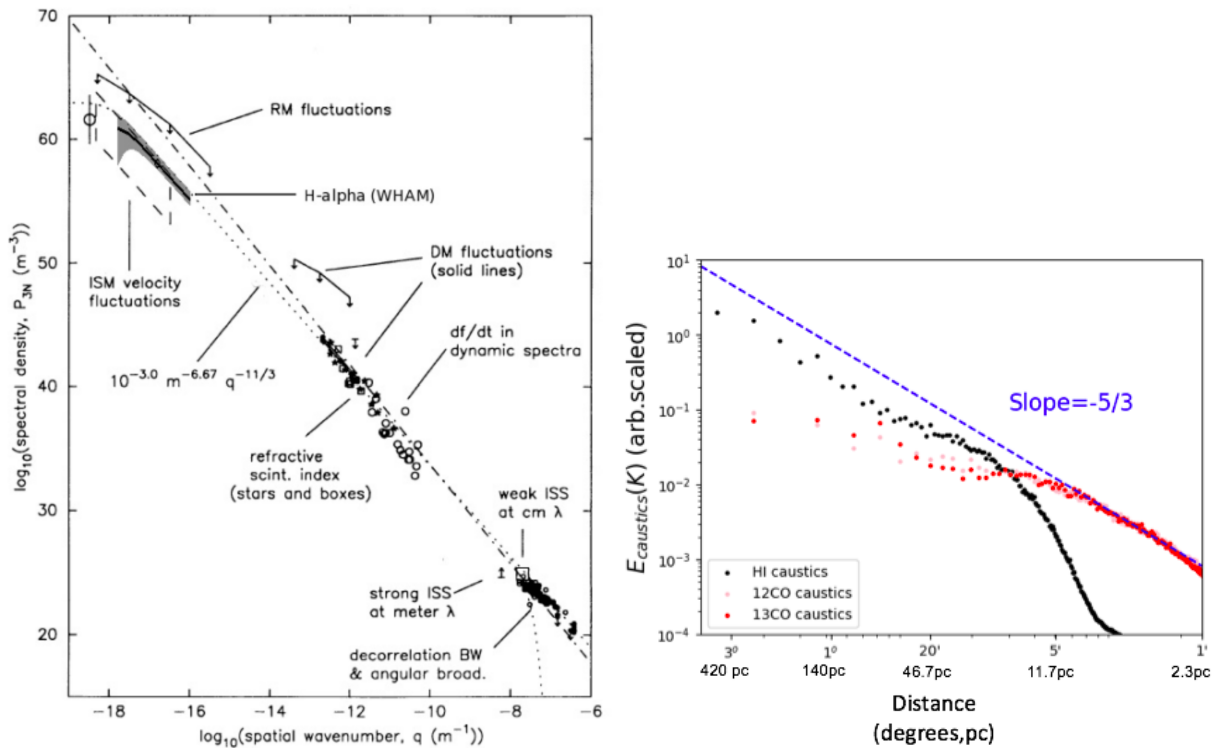 70
60
50
40
30
20
log₁₀(spectral density, P₃N (m⁻³))
RM fluctuations
H-alpha (WHAM)
ISM velocity
fluctuations
DM fluctuations
(solid lines)
df/dt in
dynamic spectra
10⁻³·⁰ m⁻⁶·⁶⁷ q⁻¹¹/³
refractive
scint. index
(stars and boxes)
weak ISS
at cm λ
strong ISS
at meter λ
decorrelation BW
& angular broad.
−18 −16 −14 −12 −10 −8 −6
log₁₀(spatial wavenumber, q (m⁻¹))
10¹
10⁰
10⁻¹
10⁻²
10⁻³
10⁻⁴
E_caustics(K) (arb.scaled)
Slope=-5/3
HI caustics
12CO caustics
13CO caustics
3⁰ 1⁰ 20' 5' 1'
420 pc 140pc 46.7pc 11.7pc 2.3pc
Distance
(degrees,pc)